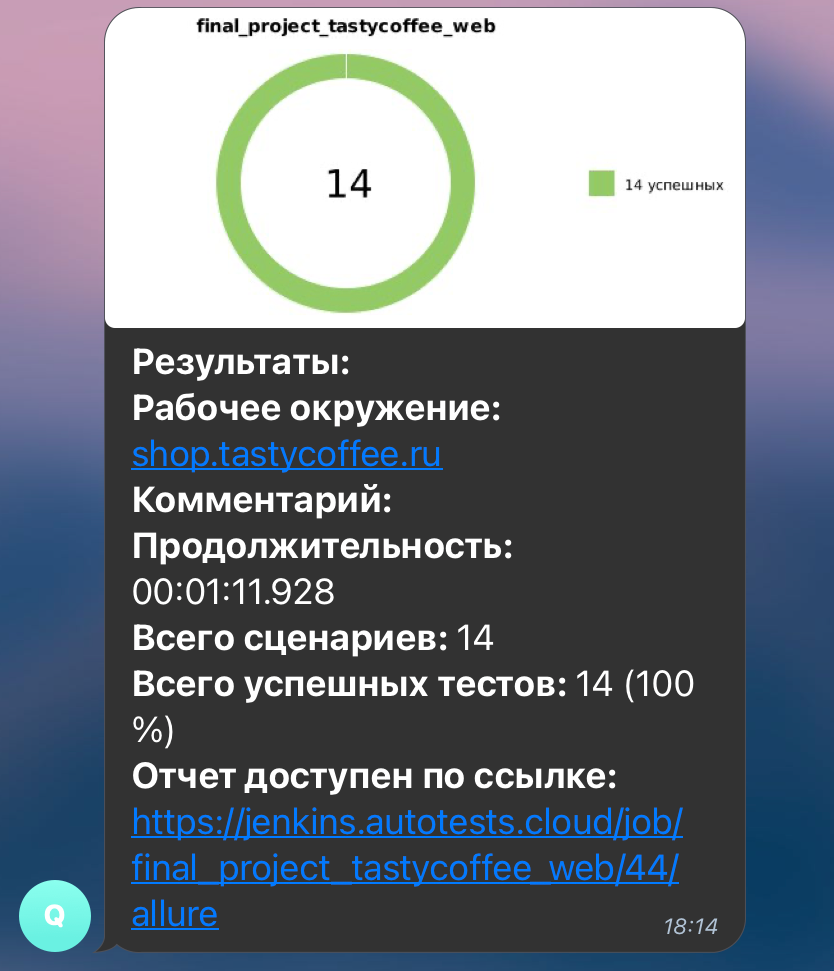 final_project_tastycoffee_web
14
14 успешных
Результаты:
Рабочее окружение:
shop.tastycoffee.ru
Комментарий:
Продолжительность:
00:01:11.928
Всего сценариев: 14
Всего успешных тестов: 14 (100
%)
Отчет доступен по ссылке:
https://jenkins.autotests.cloud/job/
final_project_tastycoffee_web/44/
allure
18:14
Q